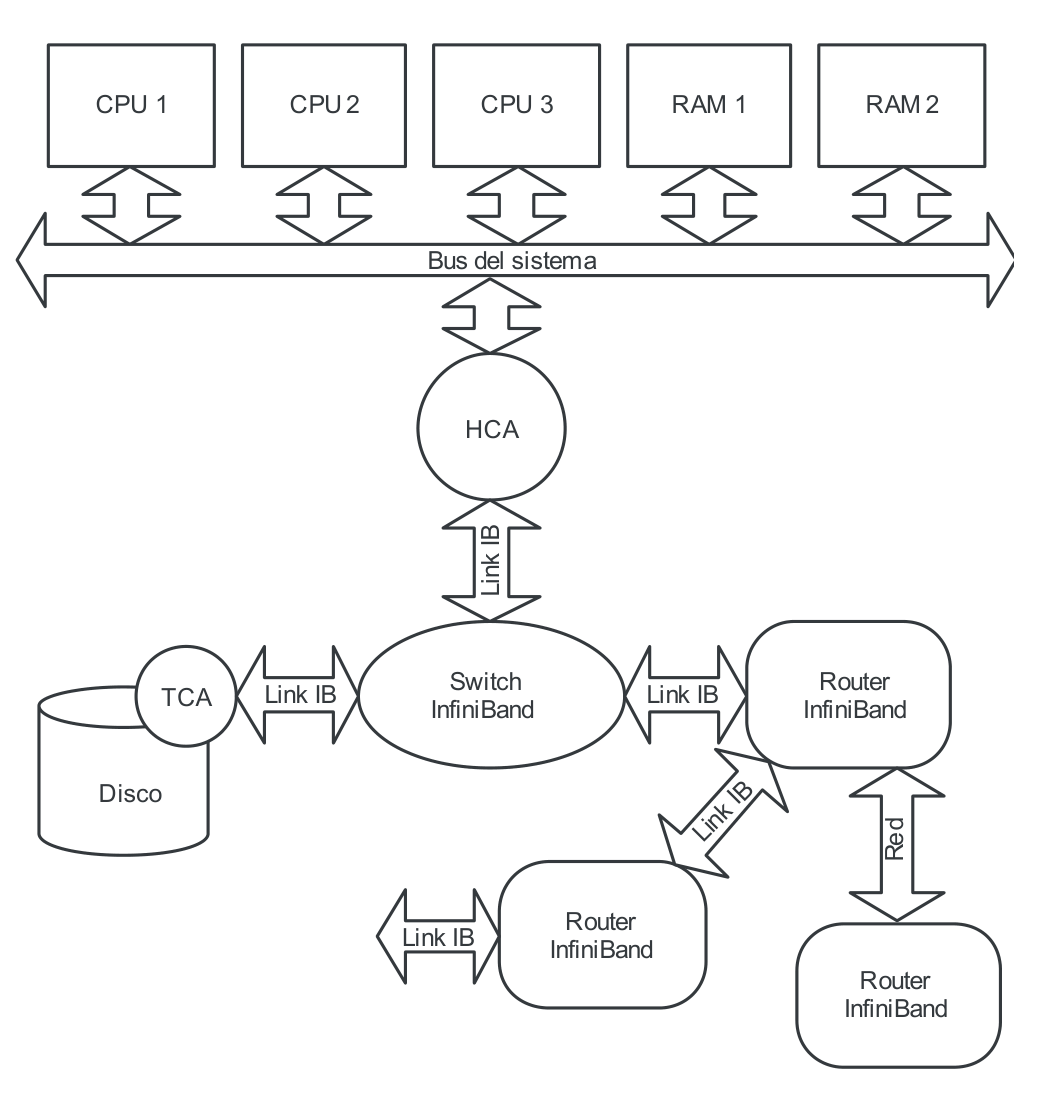 CPU 1
CPU 2
CPU 3
RAM 1
RAM 2
Bus del sistema
HCA
Link IB
TCA
Link IB
Switch
InfiniBand
Link IB
Router
InfiniBand
Disco
Link IB
Red
Link IB
Router
InfiniBand
Router
InfiniBand